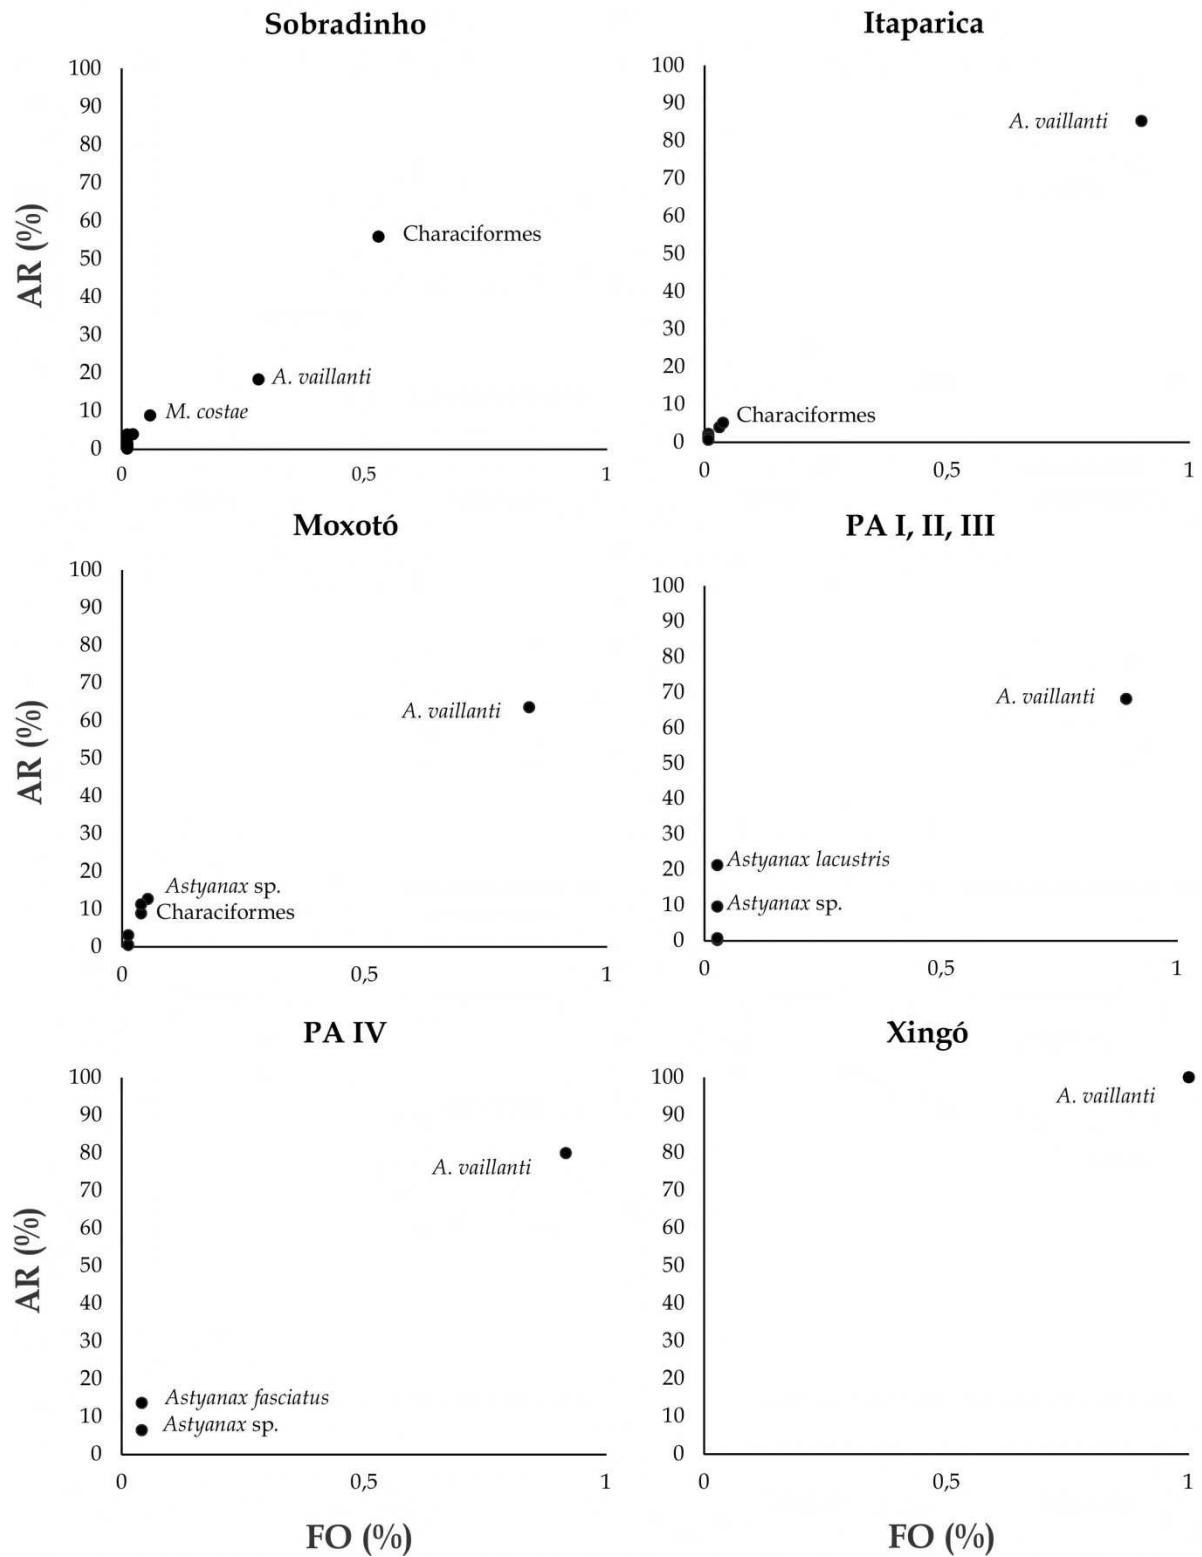 Sobradinho
100
90
80
70
60
50
40
30
20
10
0
AR (%)
Characiformes
A. vaillanti
M. costae
0 0,5 1
Itaparica
100
90
80
70
60
50
40
30
20
10
0
A. vaillanti
Characiformes
0 0,5 1
Moxotó
100
90
80
70
60
50
40
30
20
10
0
AR (%)
A. vaillanti
Astyanax sp.
Characiformes
0 0,5 1
PA I, II, III
100
90
80
70
60
50
40
30
20
10
0
A. vaillanti
Astyanax lacustris
Astyanax sp.
0 0,5 1
PA IV
100
90
80
70
60
50
40
30
20
10
0
AR (%)
A. vaillanti
Astyanax fasciatus
Astyanax sp.
0 0,5 1
FO (%)
Xingó
100
90
80
70
60
50
40
30
20
10
0
A. vaillanti
0 0,5 1
FO (%)